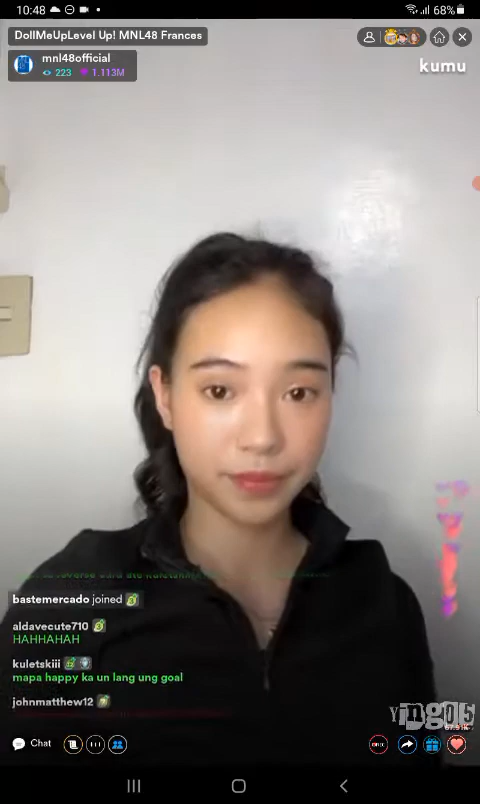 10:48
68%
DollMeUpLevel Up! MNL48 Frances
mnl48official
223 1.113M
kumu
bastemercado joined
aldavecute710
HAHHAHAH
kuletskiii
mapa happy ka un lang ung goal
johnmatthew12
Chat
Yingo5